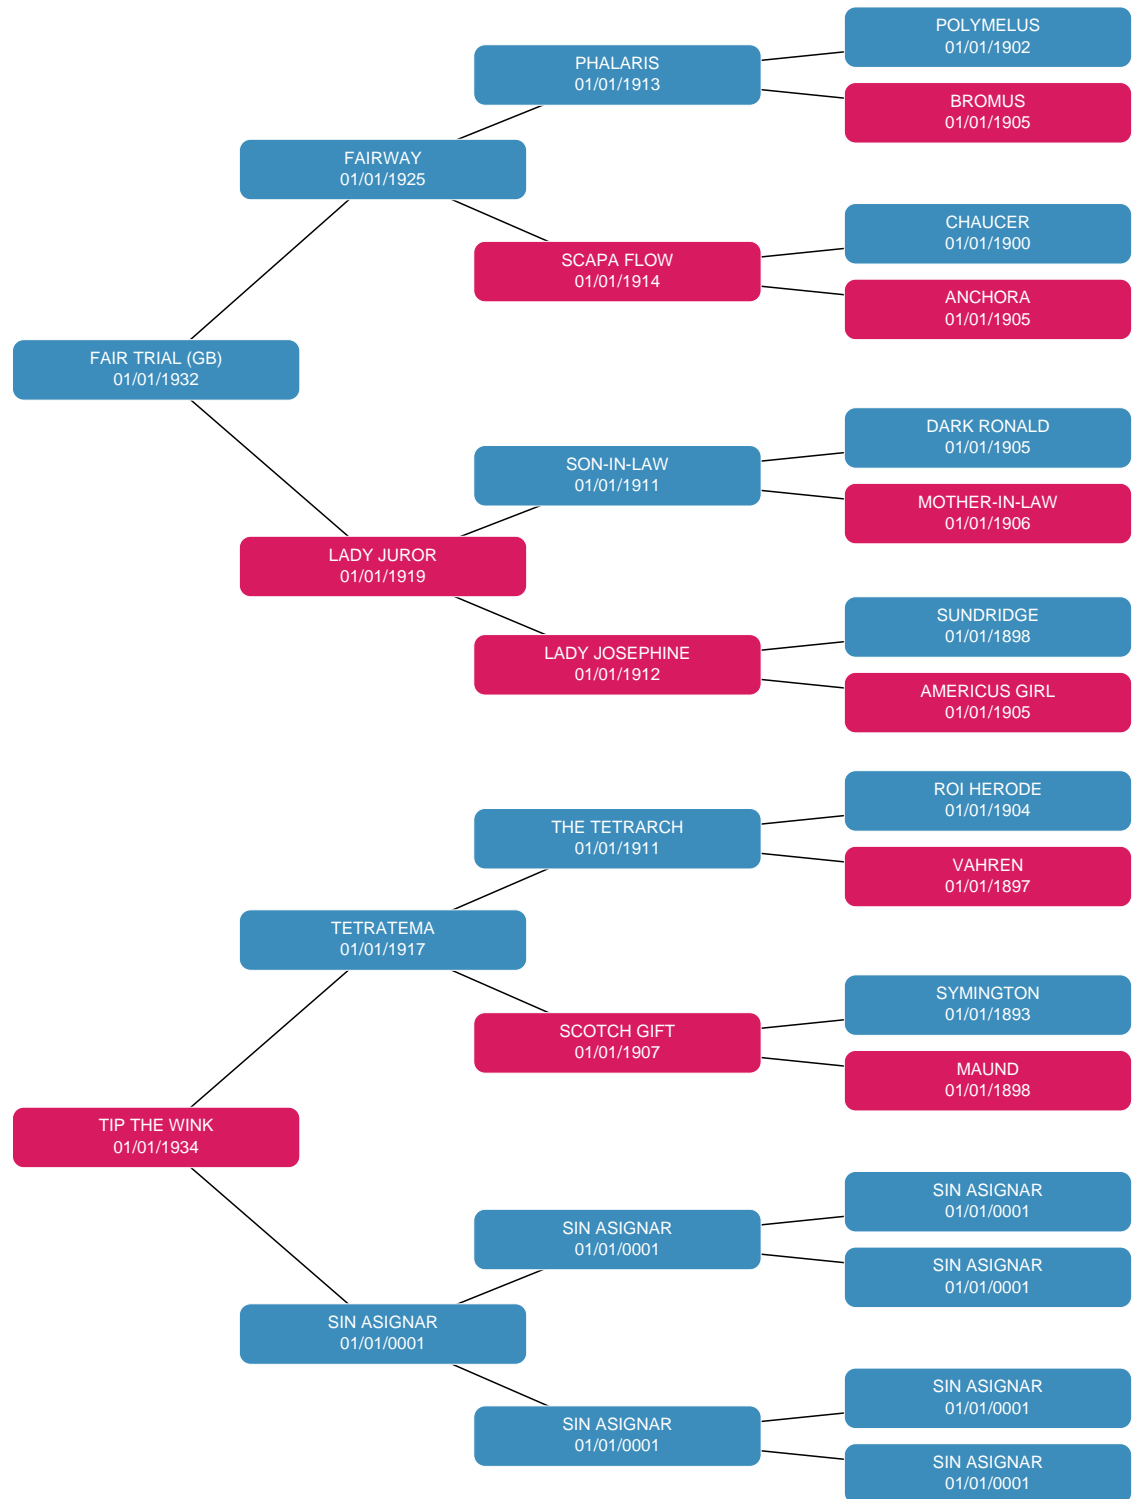 POLYMELUS
01/01/1902
PHALARIS
01/01/1913
BROMUS
01/01/1905
FAIRWAY
01/01/1925
CHAUCER
01/01/1900
SCAPA FLOW
01/01/1914
ANCHORA
01/01/1905
FAIR TRIAL (GB)
01/01/1932
DARK RONALD
01/01/1905
SON-IN-LAW
01/01/1911
MOTHER-IN-LAW
01/01/1906
LADY JUROR
01/01/1919
SUNDRIDGE
01/01/1898
LADY JOSEPHINE
01/01/1912
AMERICUS GIRL
01/01/1905
ROI HERODE
01/01/1904
THE TETRARCH
01/01/1911
VAHREN
01/01/1897
TETRATEMA
01/01/1917
SYMINGTON
01/01/1893
SCOTCH GIFT
01/01/1907
MAUND
01/01/1898
TIP THE WINK
01/01/1934
SIN ASIGNAR
01/01/0001
SIN ASIGNAR
01/01/0001
SIN ASIGNAR
01/01/0001
SIN ASIGNAR
01/01/0001
SIN ASIGNAR
01/01/0001
SIN ASIGNAR
01/01/0001
SIN ASIGNAR
01/01/0001